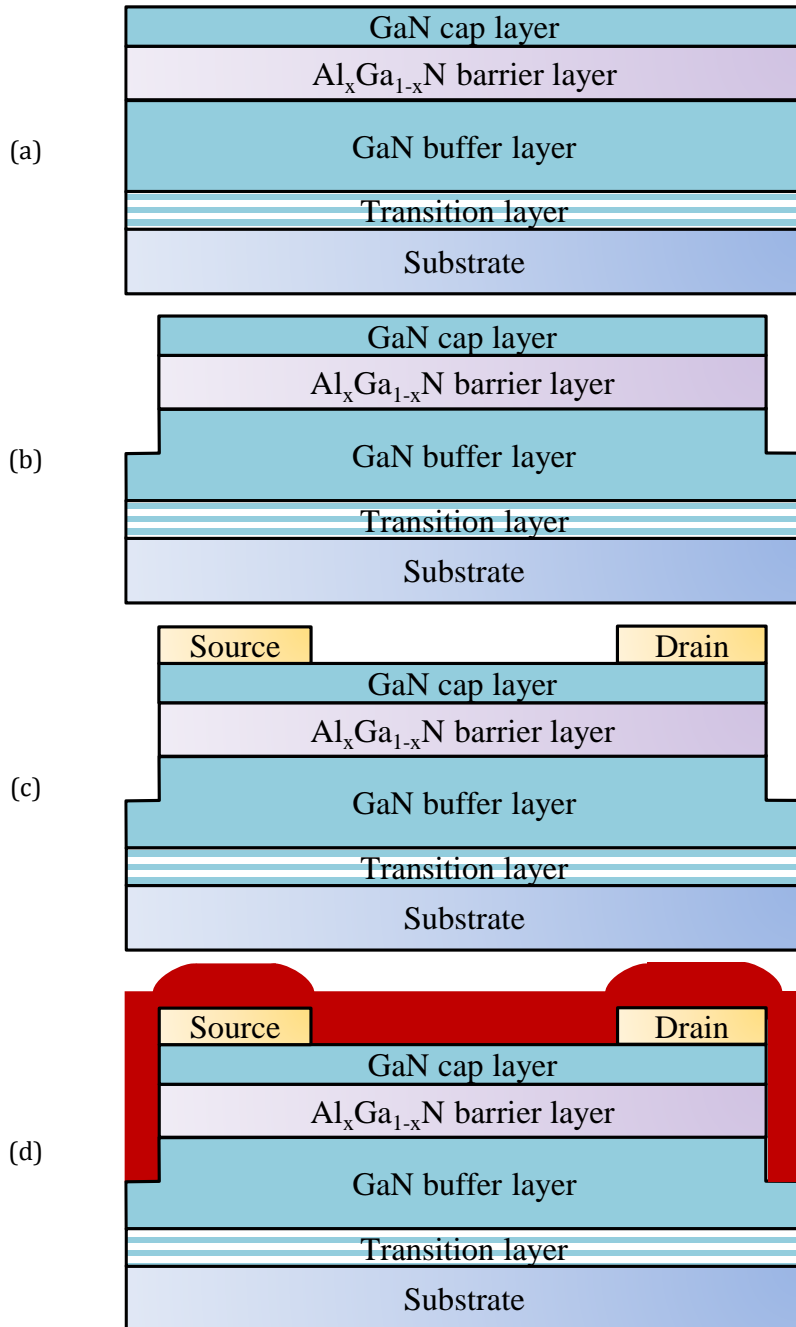 GaN cap layer
AlxGa1-xN barrier layer
(a)
GaN buffer layer
Transition layer
Substrate
GaN cap layer
AlxGa1-xN barrier layer
(b)
GaN buffer layer
Transition layer
Substrate
Source Drain
GaN cap layer
AlxGa1-xN barrier layer
(c)
GaN buffer layer
Transition layer
Substrate
Source Drain
GaN cap layer
AlxGa1-xN barrier layer
(d)
GaN buffer layer
Transition layer
Substrate